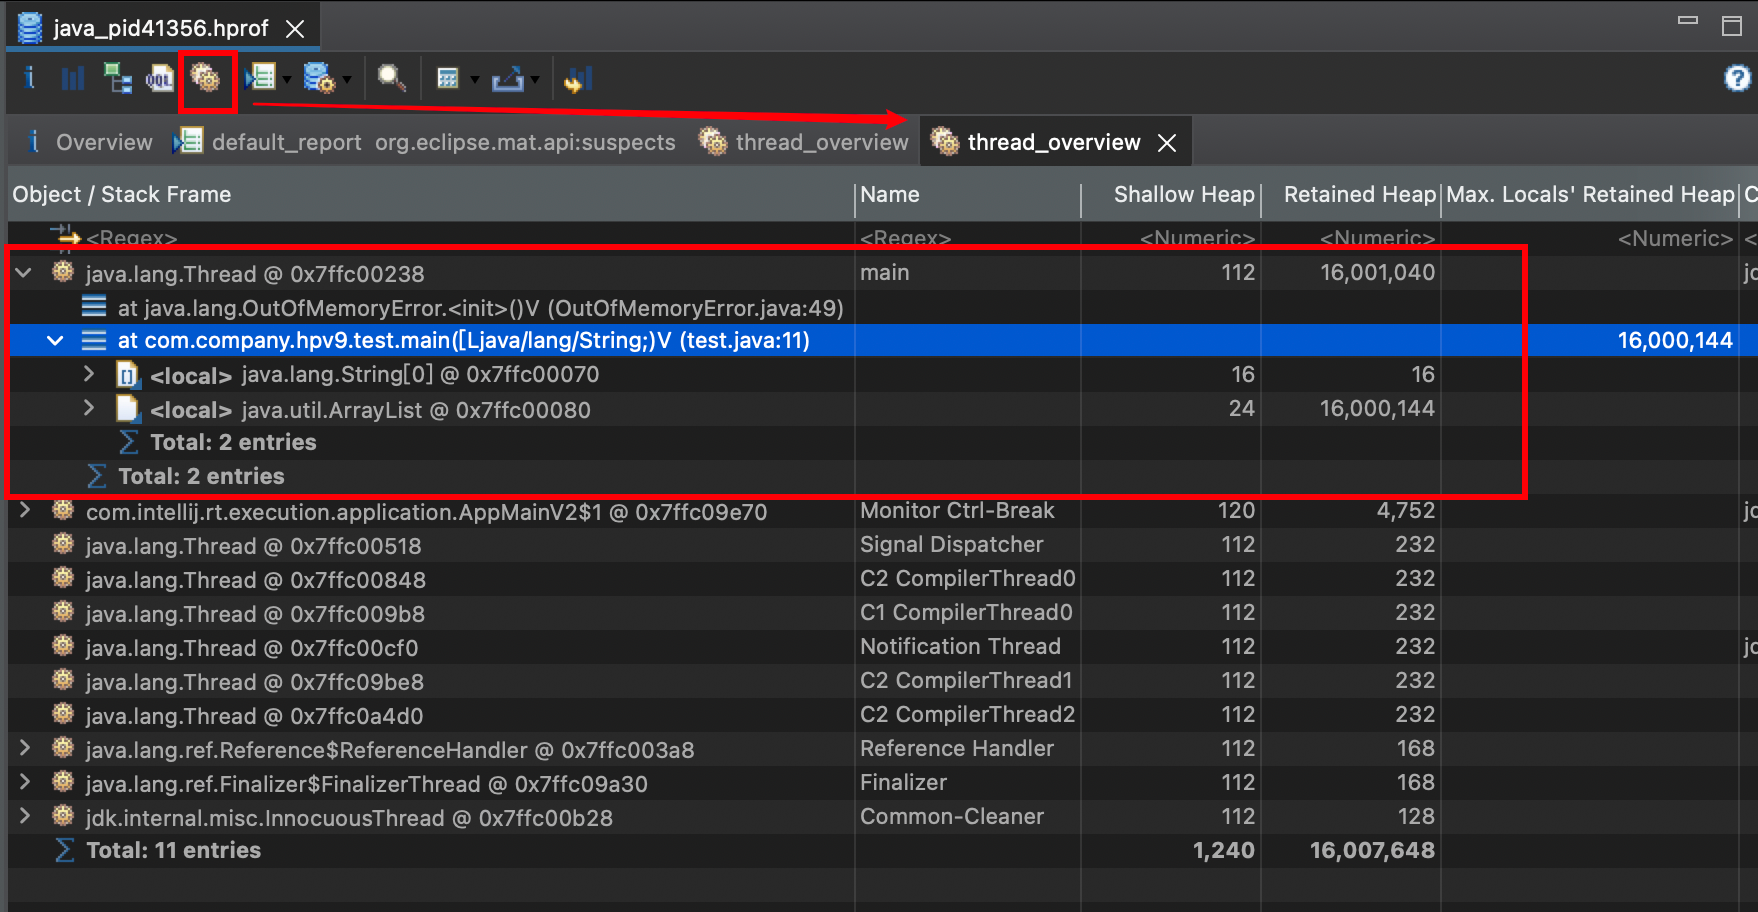 java_pid41356.hprof
i OQL ?
i Overview default_report org.eclipse.mat.api:suspects thread_overview thread_overview
Object / Stack Frame Name Shallow Heap Retained Heap Max. Locals' Retained Heap C
<Regex> <Regex> <Numeric> <Numeric> <Numeric> <
java.lang.Thread @ 0x7ffc00238 main 112 16,001,040 jd
at java.lang.OutOfMemoryError.<init>()V (OutOfMemoryError.java:49)
at com.company.hpv9.test.main([Ljava/lang/String;)V (test.java:11) 16,000,144
<local> java.lang.String[0] @ 0x7ffc00070 16 16
<local> java.util.ArrayList @ 0x7ffc00080 24 16,000,144
Total: 2 entries
Total: 2 entries
com.intellij.rt.execution.application.AppMainV2$1 @ 0x7ffc09e70 Monitor Ctrl-Break 120 4,752 jd
java.lang.Thread @ 0x7ffc00518 Signal Dispatcher 112 232
java.lang.Thread @ 0x7ffc00848 C2 CompilerThread0 112 232
java.lang.Thread @ 0x7ffc009b8 C1 CompilerThread0 112 232
java.lang.Thread @ 0x7ffc00cf0 Notification Thread 112 232 jd
java.lang.Thread @ 0x7ffc09be8 C2 CompilerThread1 112 232
java.lang.Thread @ 0x7ffc0a4d0 C2 CompilerThread2 112 232
java.lang.ref.Reference$ReferenceHandler @ 0x7ffc003a8 Reference Handler 112 168
java.lang.ref.Finalizer$FinalizerThread @ 0x7ffc09a30 Finalizer 112 168
jdk.internal.misc.InnocuousThread @ 0x7ffc00b28 Common-Cleaner 112 128
Total: 11 entries 1,240 16,007,648